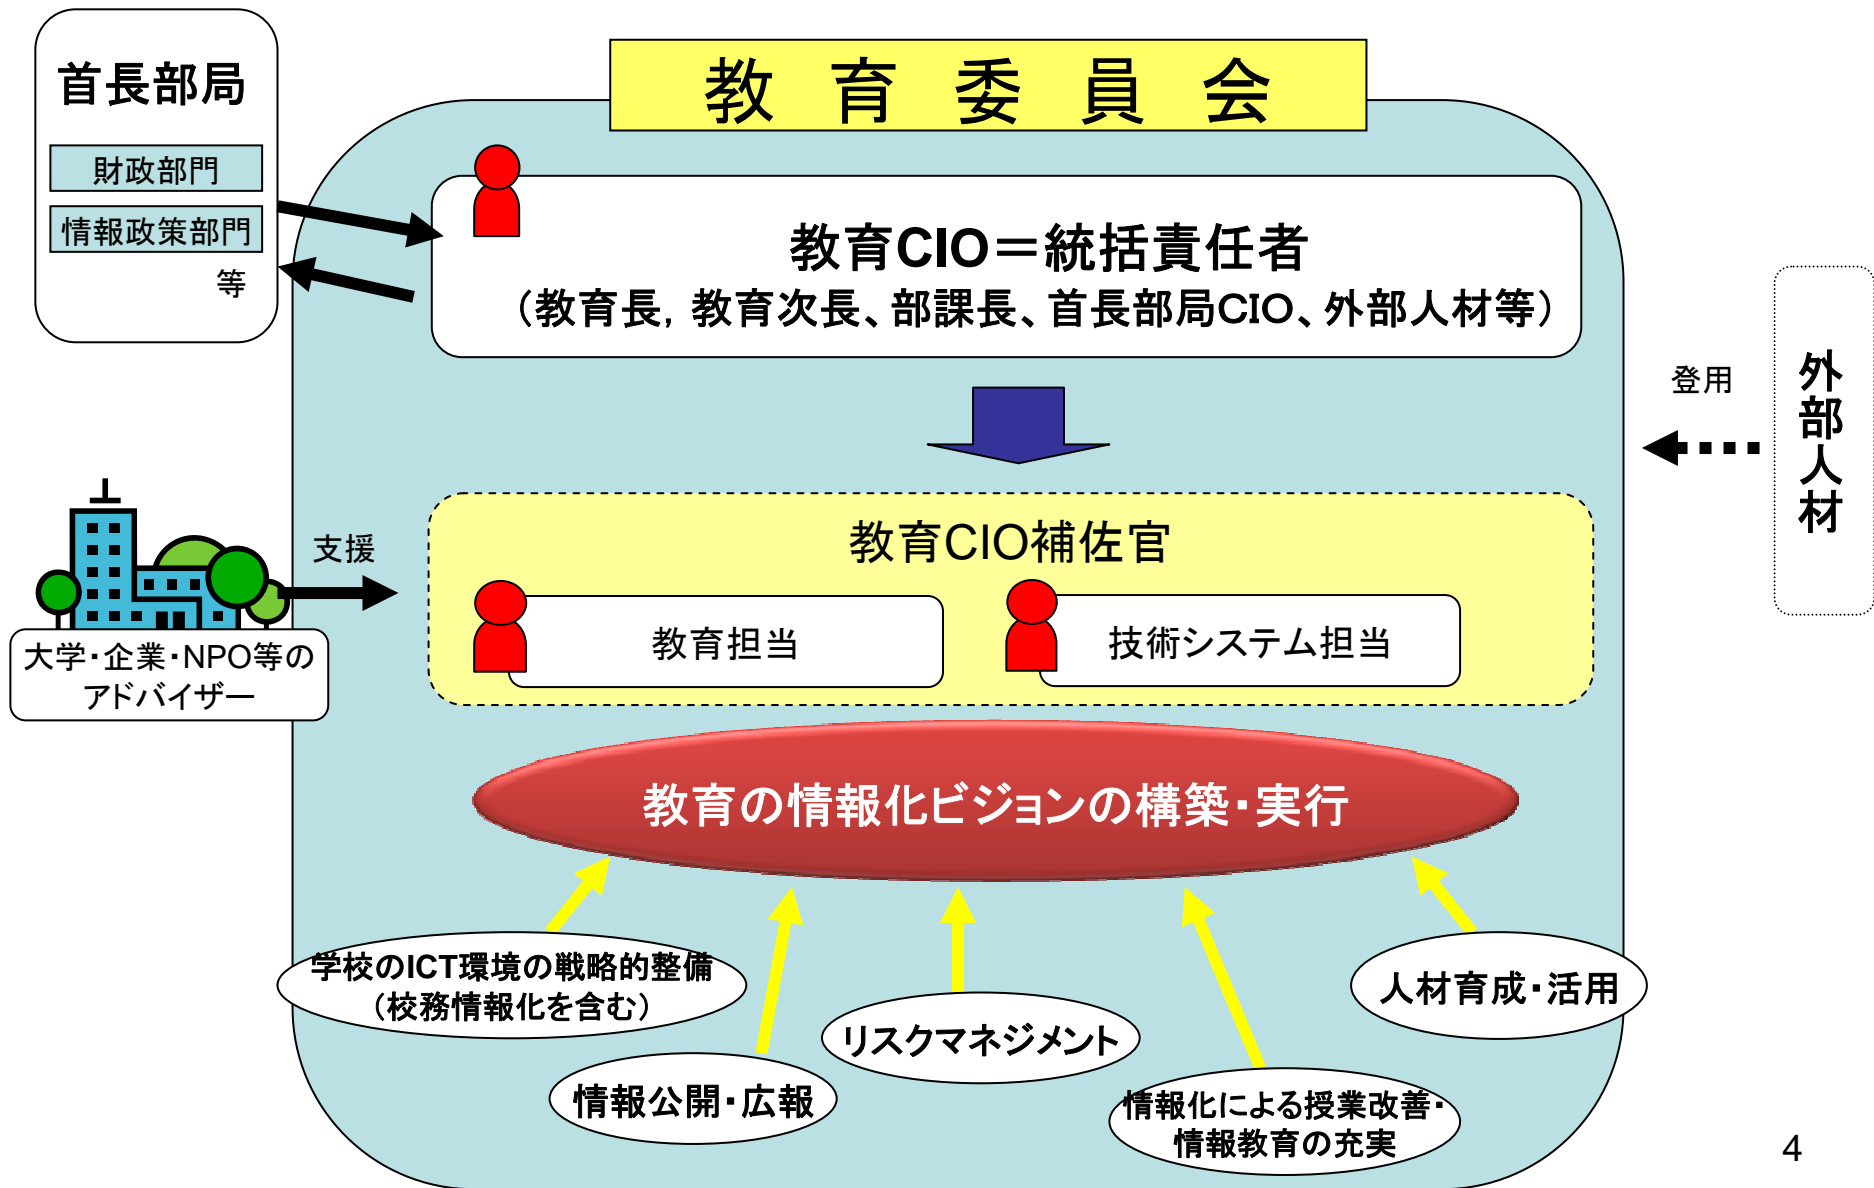 首長部局
財政部門
情報政策部門
等
教育委員会
教育CIO＝統括責任者
（教育長，教育次長、部課長、首長部局CIO、外部人材等）
登用
外部人材
支援
大学・企業・NPO等の
アドバイザー
教育CIO補佐官
教育担当
技術システム担当
教育の情報化ビジョンの構築・実行
学校のICT環境の戦略的整備
（校務情報化を含む）
情報公開・広報
リスクマネジメント
情報化による授業改善・
情報教育の充実
人材育成・活用
4